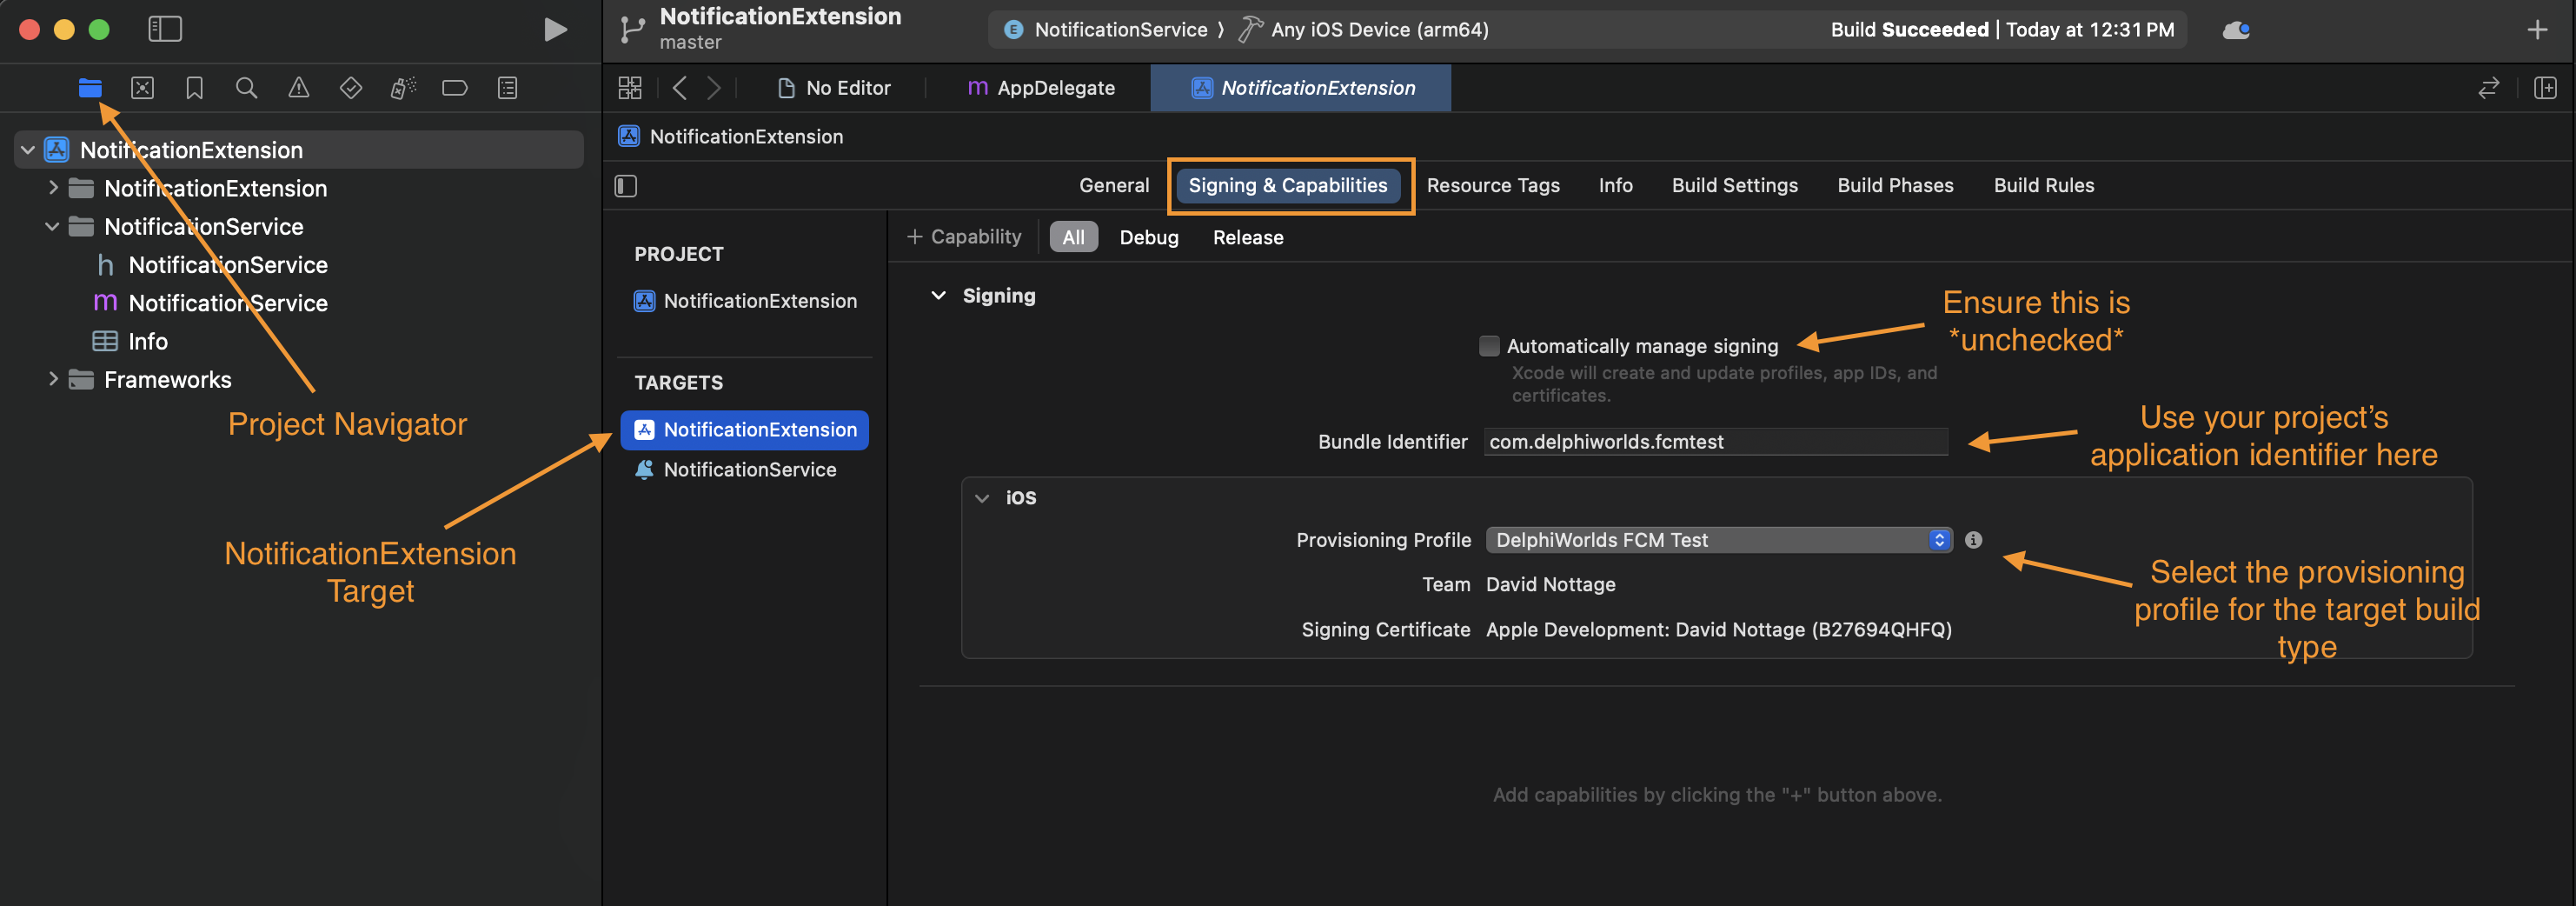 NotificationExtension
master
E NotificationService ⟩ Any iOS Device (arm64)
Build Succeeded | Today at 12:31 PM
No Editor
m AppDelegate
NotificationExtension
NotificationExtension
NotificationExtension
NotificationService
h NotificationService
m NotificationService
Info
Frameworks
Project Navigator
NotificationExtension
Target
NotificationExtension
General
Signing & Capabilities
Resource Tags
Info
Build Settings
Build Phases
Build Rules
PROJECT
NotificationExtension
TARGETS
NotificationExtension
NotificationService
+ Capability
All
Debug
Release
Signing
Automatically manage signing
Xcode will create and update profiles, app IDs, and
certificates.
Ensure this is
*unchecked*
Bundle Identifier com.delphiworlds.fcmtest
Use your project’s
application identifier here
iOS
Provisioning Profile DelphiWorlds FCM Test
Team David Nottage
Signing Certificate Apple Development: David Nottage (B27694QHFQ)
Select the provisioning
profile for the target build
type
Add capabilities by clicking the "+" button above.